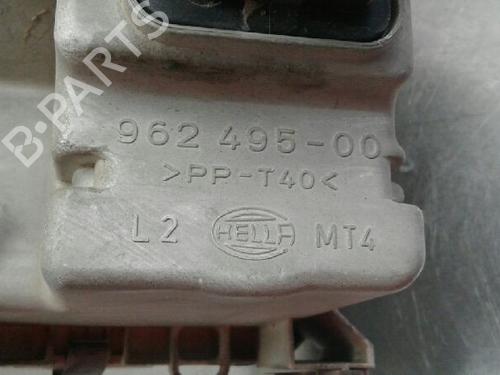 B-PARTS
962 495-00
>PP-T40<
L2 HELLA MT4